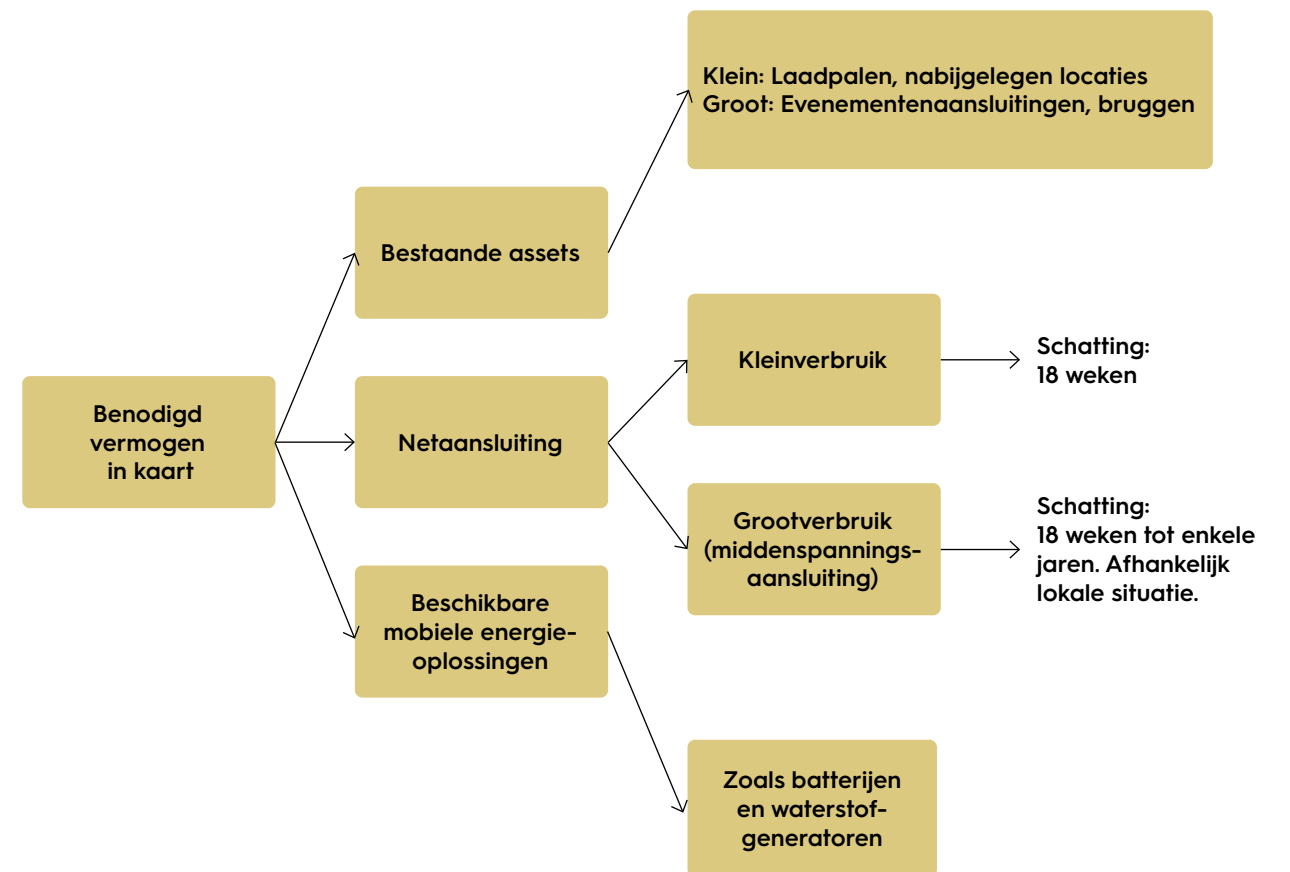 Klein: Laadpalen, nabijgelegen locaties
Groot: Evenementenaansluitingen, bruggen
Bestaande assets
Kleinverbruik
Schatting:
18 weken
Benodigd
vermogen
in kaart
Netaansluiting
Grootverbruik
(middenspannings-
aansluiting)
Schatting:
18 weken tot enkele
jaren. Afhankelijk
lokale situatie.
Beschikbare
mobiele energie-
oplossingen
Zoals batterijen
en waterstof-
generatoren